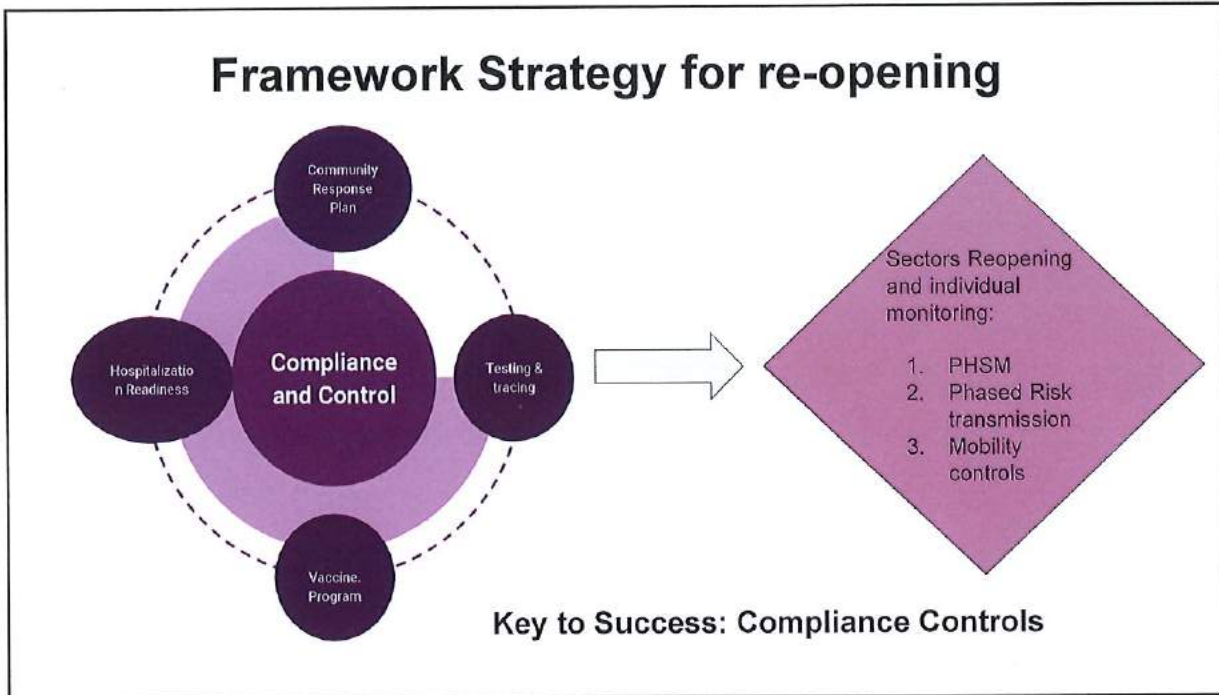 Framework Strategy for re-opening
Community
Response
Plan
Hospitalizatio
n Readiness
Compliance
and Control
Testing &
tracing
Vaccine.
Program
Sectors Reopening
and individual
monitoring:
1. PHSM
2. Phased Risk
transmission
3. Mobility
controls
Key to Success: Compliance Controls